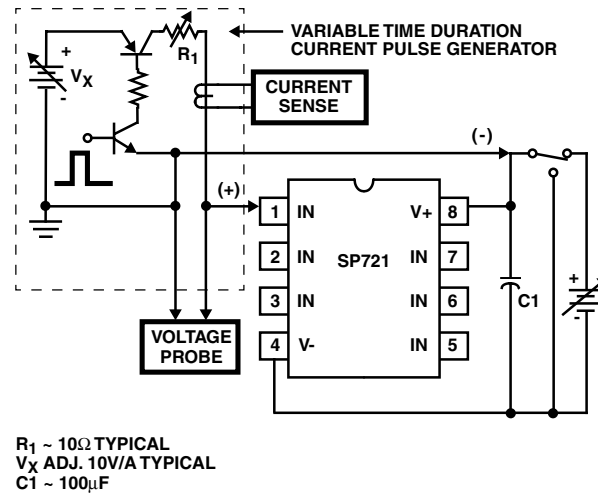 VARIABLE TIME DURATION
CURRENT PULSE GENERATOR
+
VX
-
R1
CURRENT
SENSE
(-)
(+)
1 IN
V+ 8
2 IN
SP721
IN 7
3 IN
IN 6
4 V-
IN 5
C1
+
-
VOLTAGE
PROBE
R1 ~ 10Ω TYPICAL
VX ADJ. 10V/A TYPICAL
C1 ~ 100μF